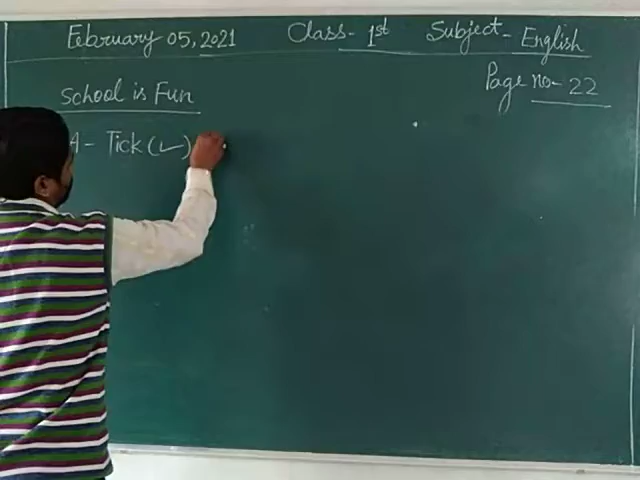 February 05, 2021 Class- 1st Subject- English
Page no- 22
School is Fun
A- Tick (✓)